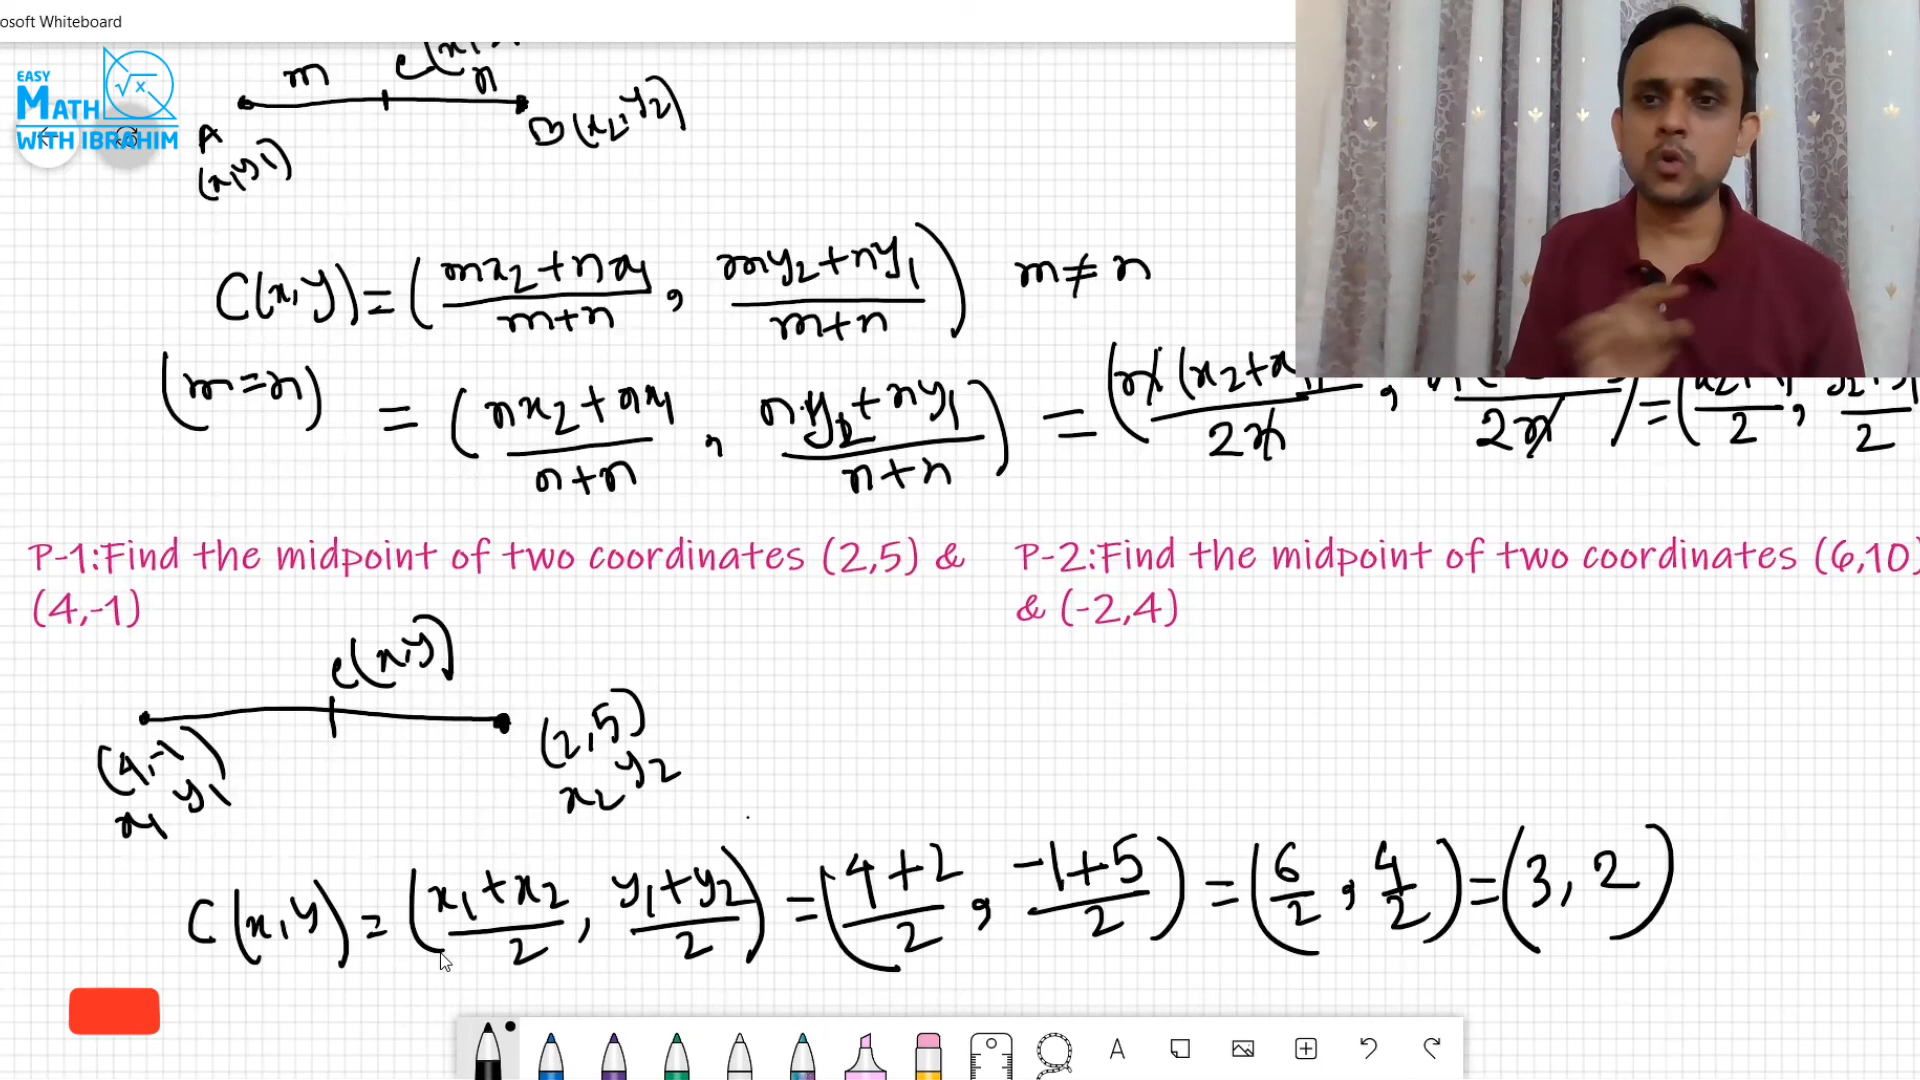 osoft Whiteboard
EASY
MATH
WITH IBRAHIM
√x
m
n
A
(x1,y1)
B(x2,y2)
C(x,y)=(mx2+nx1/m+n, my2+ny1/m+n) m≠n
(m=n) =(nx2+nx1/n+n, ny2+ny1/n+n) =(n(x2+x1)/2n, /2n)=( /2, /2
P-1:Find the midpoint of two coordinates (2,5) &
(4,-1)
P-2:Find the midpoint of two coordinates (6,10)
& (-2,4)
C(x,y)
(4,-1)
x1 y1
(2,5)
x2 y2
C(x,y)=(x1+x2/2, y1+y2/2)=(4+2/2, -1+5/2)=(6/2, 4/2)=(3, 2)
A